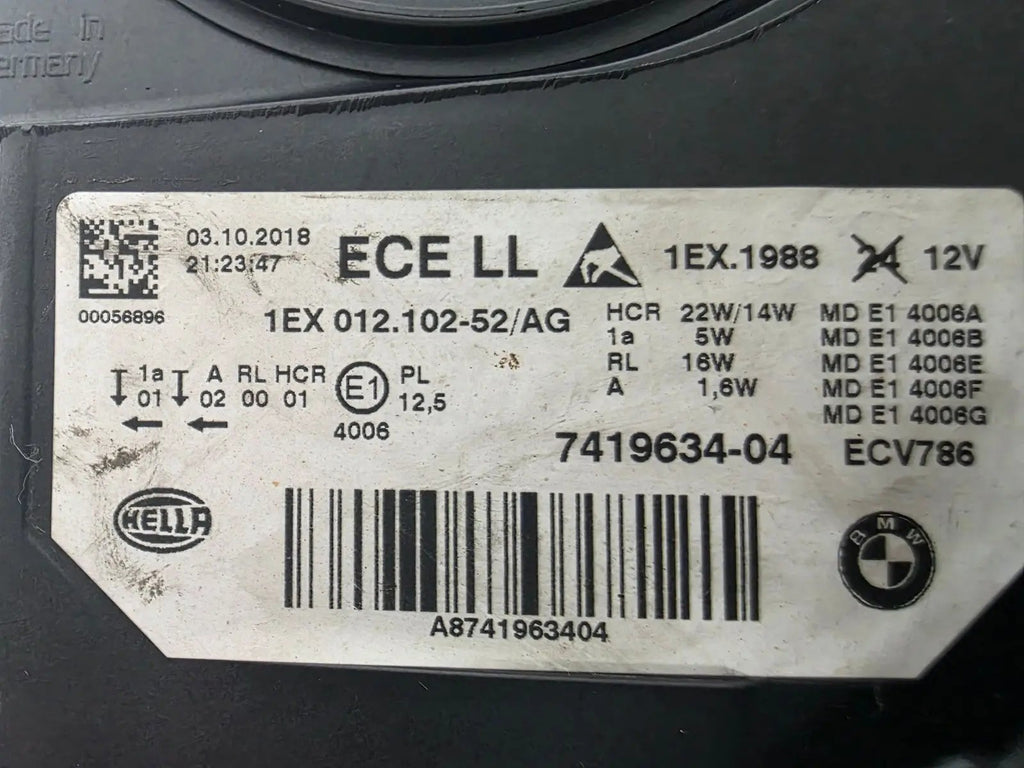 ade in
ermany
03.10.2018
21:23:47
ECE LL
1EX.1988 24 12V
00056896
1EX 012.102-52/AG
HCR 22W/14W MD E1 4006A
1a 5W MD E1 4006B
RL 16W MD E1 4006E
A 1,6W MD E1 4006F
MD E1 4006G
1a A RL HCR E1 PL
01 02 00 01 12,5
4006
7419634-04 ECV786
HELLA
BMW
A8741963404